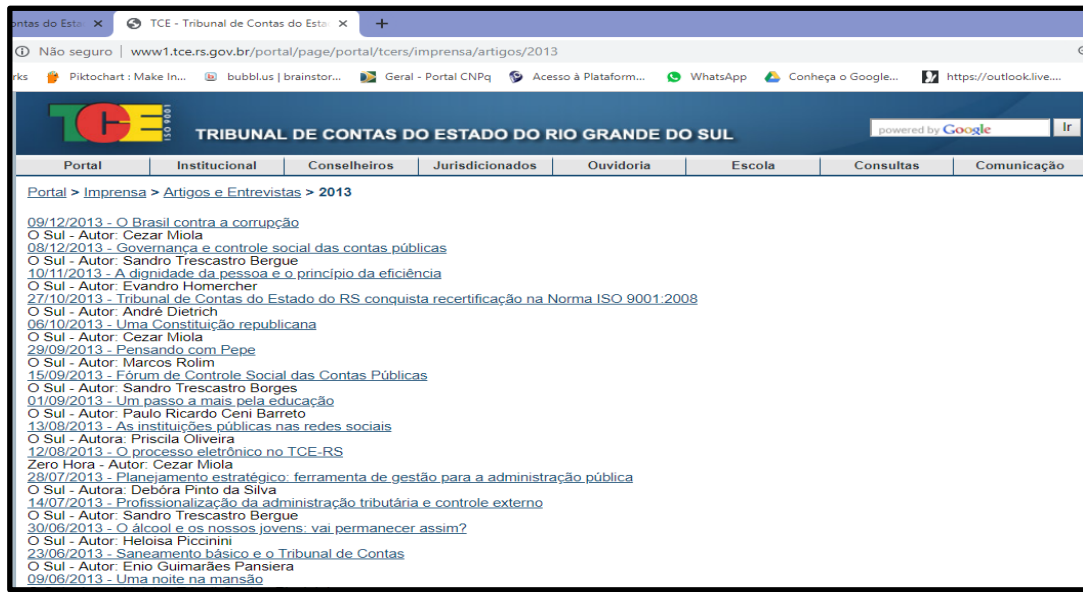 ontas do Esta
TCE - Tribunal de Contas do Esta
Não seguro | www1.tce.rs.gov.br/portal/page/portal/tcers/imprensa/artigos/2013
rks Piktochart : Make In... bubbl.us | brainstor... Geral - Portal CNPq Acesso à Plataform... WhatsApp Conheça o Google... https://outlook.live....
TCE ISO 9001
TRIBUNAL DE CONTAS DO ESTADO DO RIO GRANDE DO SUL
powered by Google Ir
Portal Institucional Conselheiros Jurisdicionados Ouvidoria Escola Consultas Comunicação
Portal > Imprensa > Artigos e Entrevistas > 2013
09/12/2013 - O Brasil contra a corrupção
O Sul - Autor: Cezar Miola
08/12/2013 - Governança e controle social das contas públicas
O Sul - Autor: Sandro Trescastro Bergue
10/11/2013 - A dignidade da pessoa e o princípio da eficiência
O Sul - Autor: Evandro Homercher
27/10/2013 - Tribunal de Contas do Estado do RS conquista recertificação na Norma ISO 9001:2008
O Sul - Autor: André Dietrich
06/10/2013 - Uma Constituição republicana
O Sul - Autor: Cezar Miola
29/09/2013 - Pensando com Pepe
O Sul - Autor: Marcos Rolim
15/09/2013 - Fórum de Controle Social das Contas Públicas
O Sul - Autor: Sandro Trescastro Borges
01/09/2013 - Um passo a mais pela educação
O Sul - Autor: Paulo Ricardo Ceni Barreto
13/08/2013 - As instituições públicas nas redes sociais
O Sul - Autora: Priscila Oliveira
12/08/2013 - O processo eletrônico no TCE-RS
Zero Hora - Autor: Cezar Miola
28/07/2013 - Planejamento estratégico: ferramenta de gestão para a administração pública
O Sul - Autora: Debóra Pinto da Silva
14/07/2013 - Profissionalização da administração tributária e controle externo
O Sul - Autor: Sandro Trescastro Bergue
30/06/2013 - O álcool e os nossos jovens: vai permanecer assim?
O Sul - Autor: Heloisa Piccinini
23/06/2013 - Saneamento básico e o Tribunal de Contas
O Sul - Autor: Enio Guimarães Pansiera
09/06/2013 - Uma noite na mansão